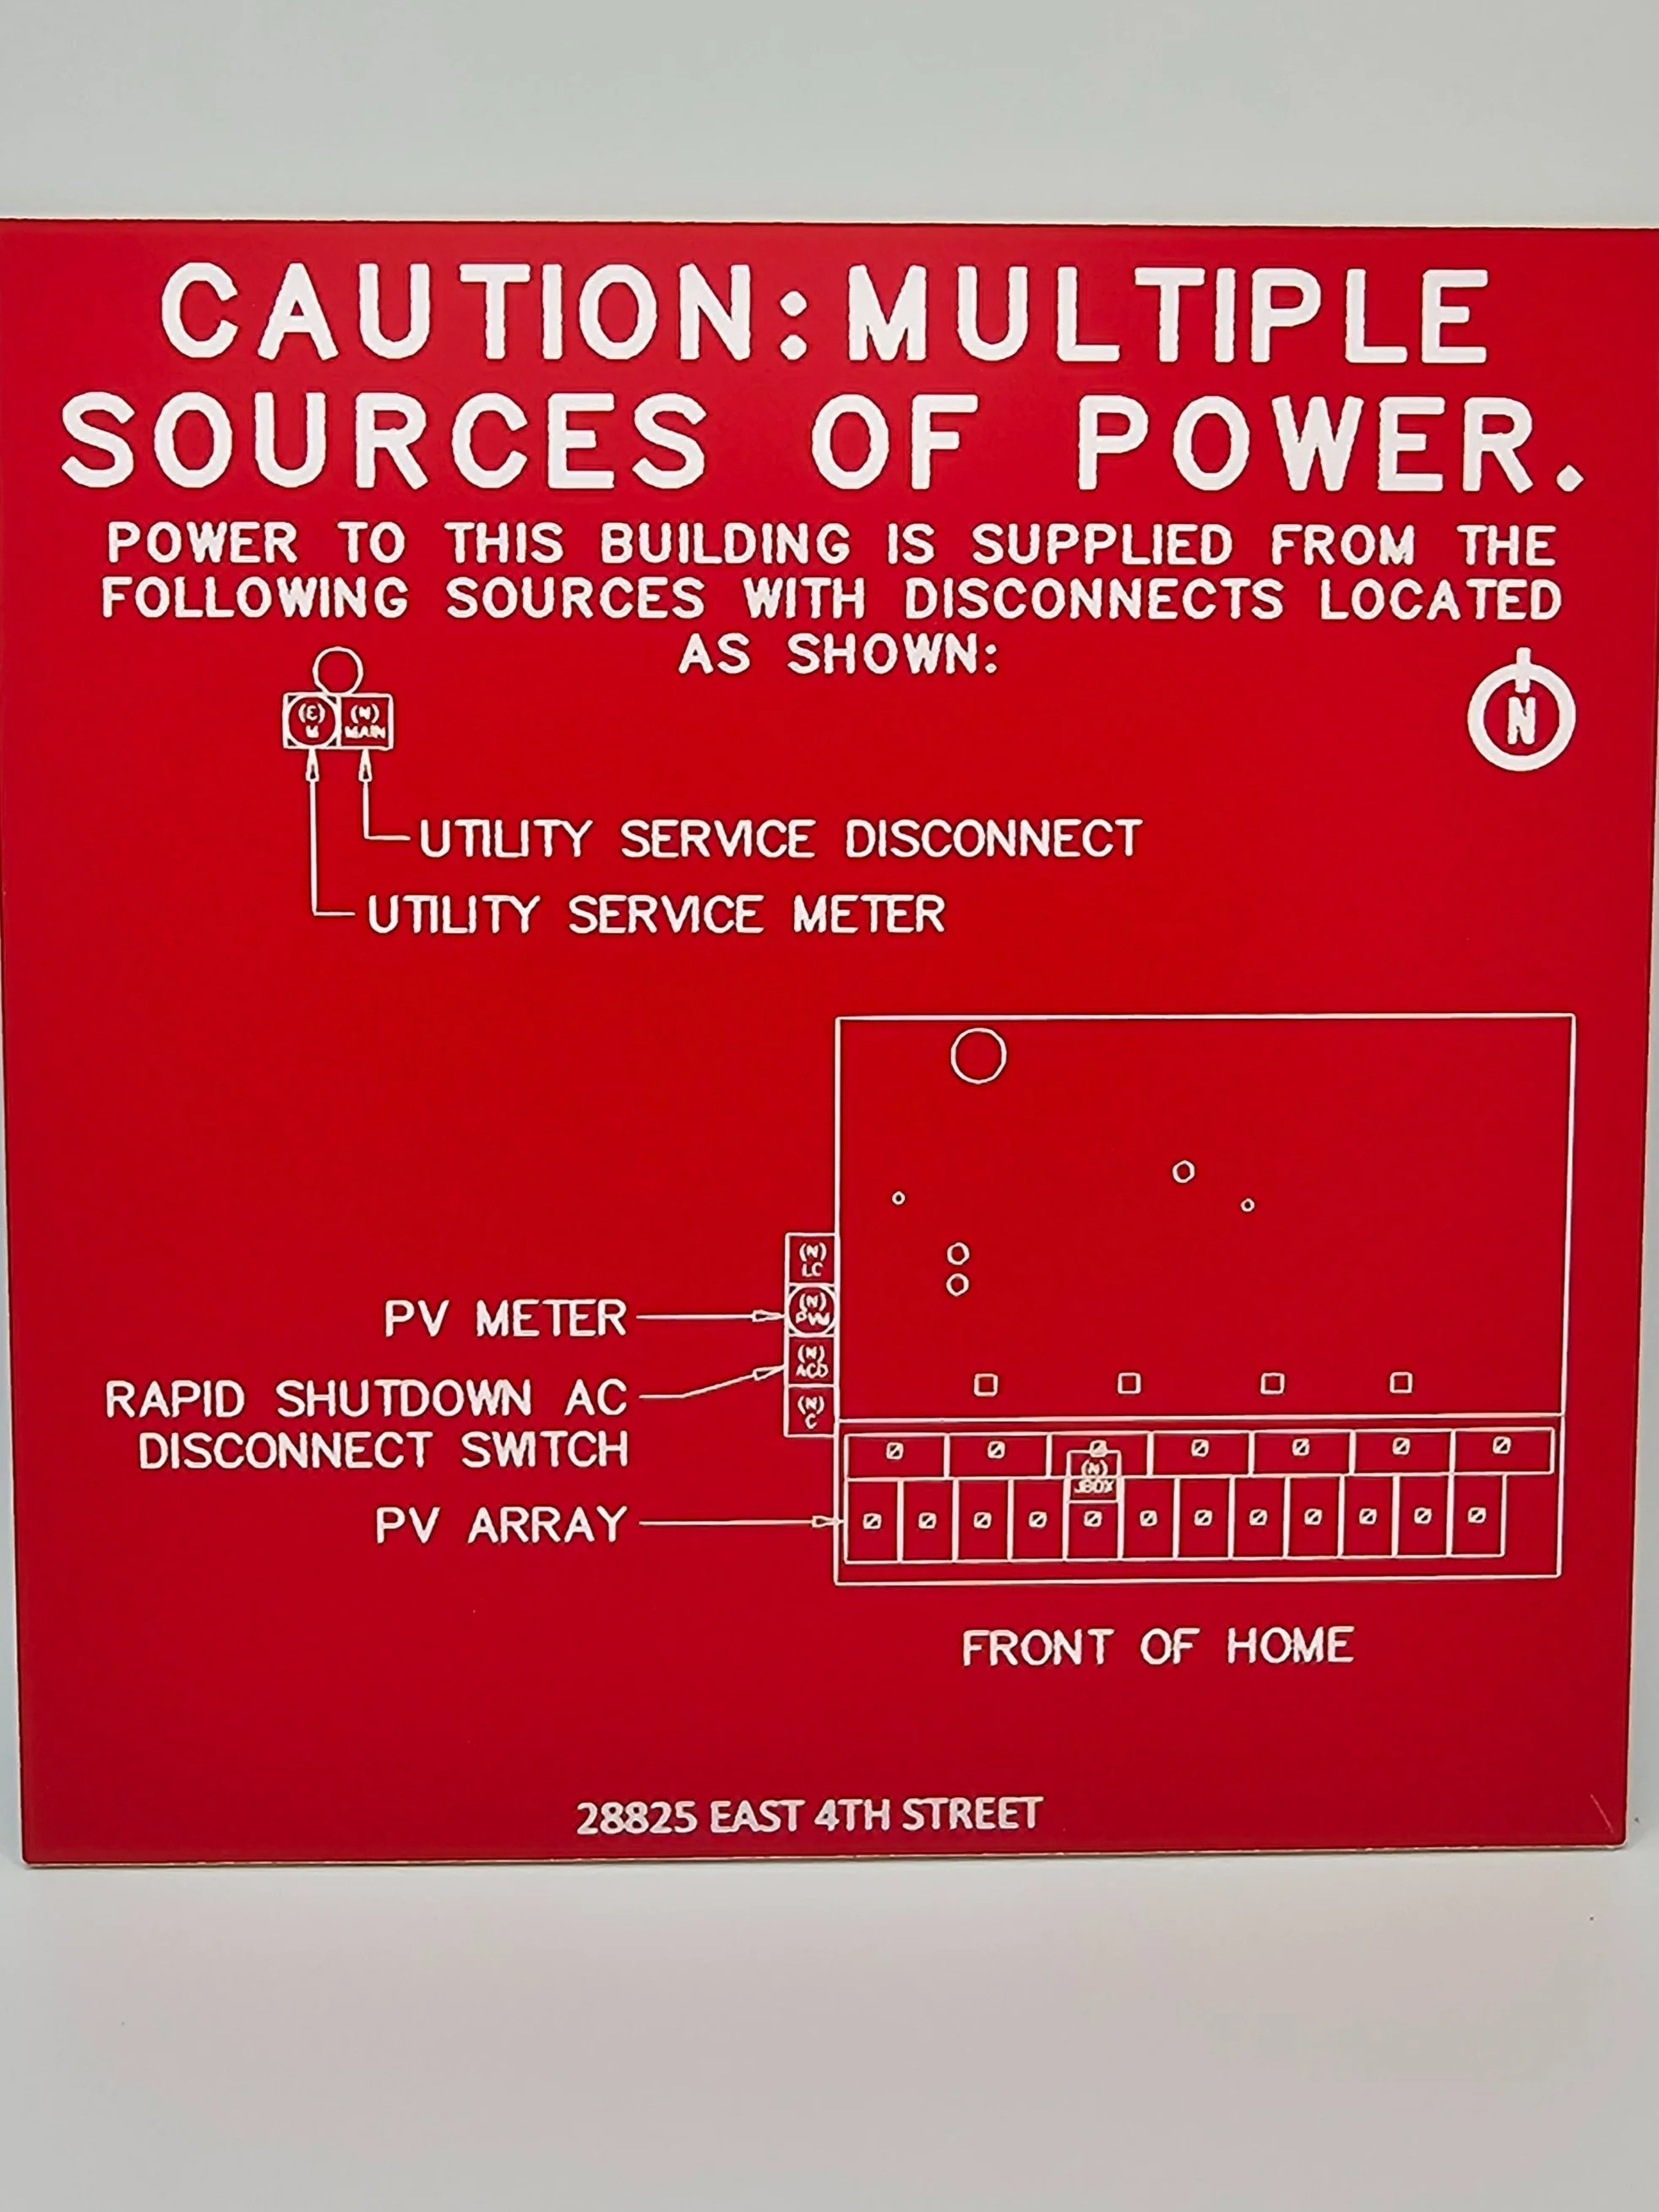 CAUTION: MULTIPLE
SOURCES OF POWER.
POWER TO THIS BUILDING IS SUPPLIED FROM THE
FOLLOWING SOURCES WITH DISCONNECTS LOCATED
AS SHOWN:
N
(E)
M
(N)
MAIN
UTILITY SERVICE DISCONNECT
UTILITY SERVICE METER
(N)
LC
PV METER
(N)
PVM
RAPID SHUTDOWN AC
DISCONNECT SWITCH
(N)
ACD
(N)
C
(N)
JBOX
PV ARRAY
FRONT OF HOME
28825 EAST 4TH STREET